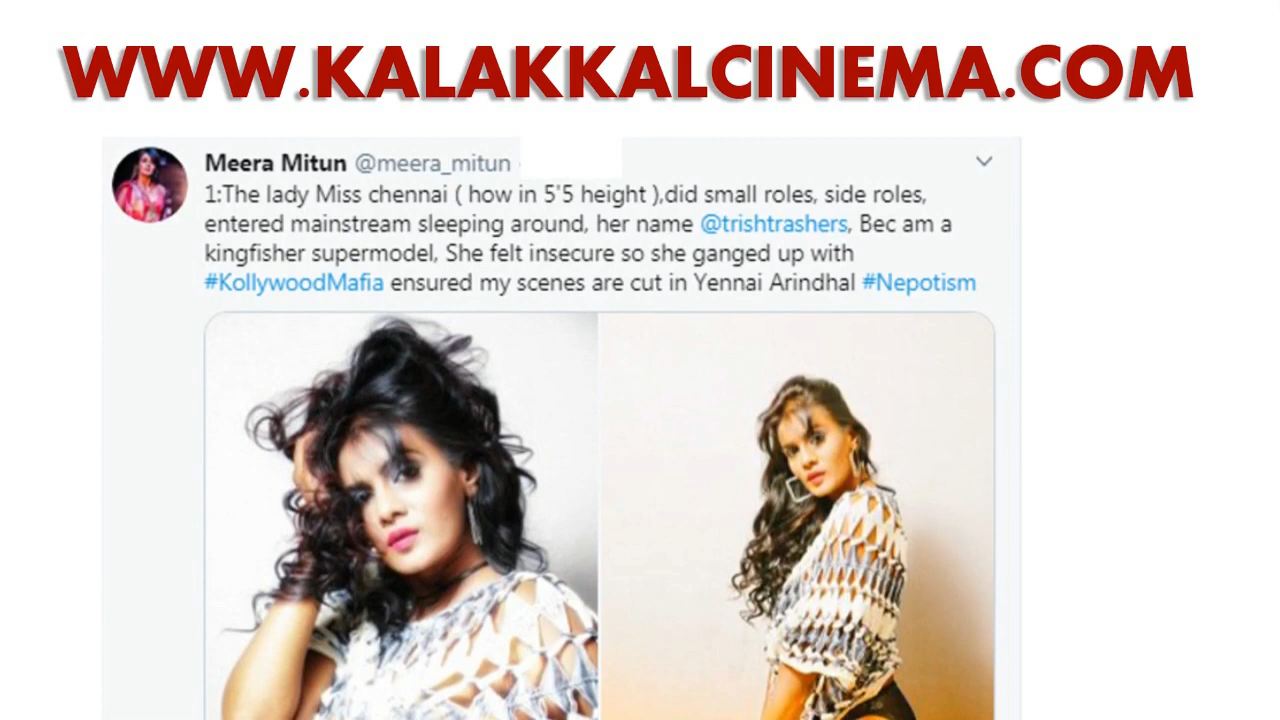 WWW.KALAKKALCINEMA.COM
Meera Mitun @meera_mitun
1:The lady Miss chennai ( how in 5'5 height ),did small roles, side roles,
entered mainstream sleeping around, her name @trishtrashers, Bec am a
kingfisher supermodel, She felt insecure so she ganged up with
#KollywoodMafia ensured my scenes are cut in Yennai Arindhal #Nepotism